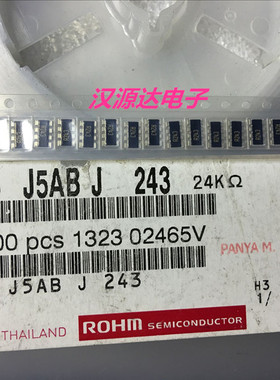 汉源达电子
J5AB J 243 24KΩ
00 pcs 1323 02465V
PANYA M.
J5AB J 243
H3
1/
THAILAND ROHM SEMICONDUCTOR